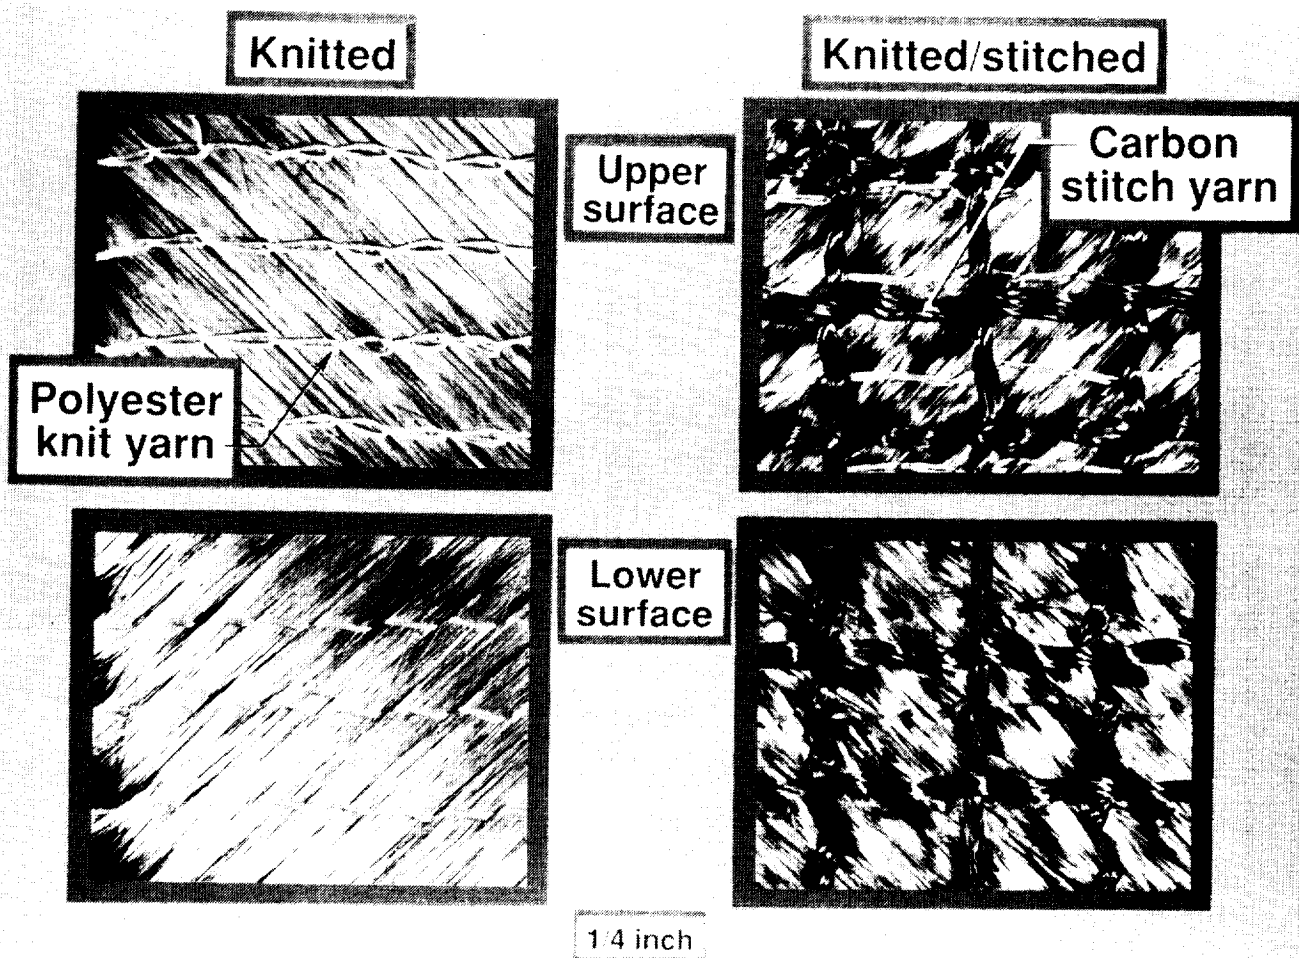 Knitted
Knitted/stitched
Upper
surface
Carbon
stitch yarn
Polyester
knit yarn
Lower
surface
1/4 inch